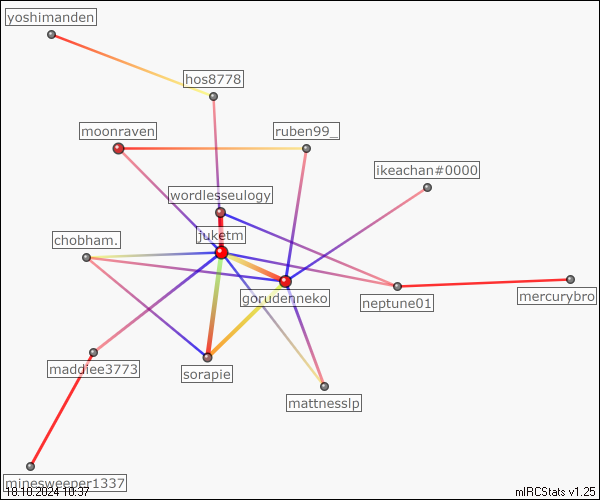 yoshimanden
hos8778
moonraven
ruben99_
ikeachan#0000
wordlesseulogy
juketm
chobham.
gorudenneko
neptune01
mercurybro
maddiee3773
sorapie
mattnesslp
minesweeper1337
18.10.2024 10:37
mIRCStats v1.25